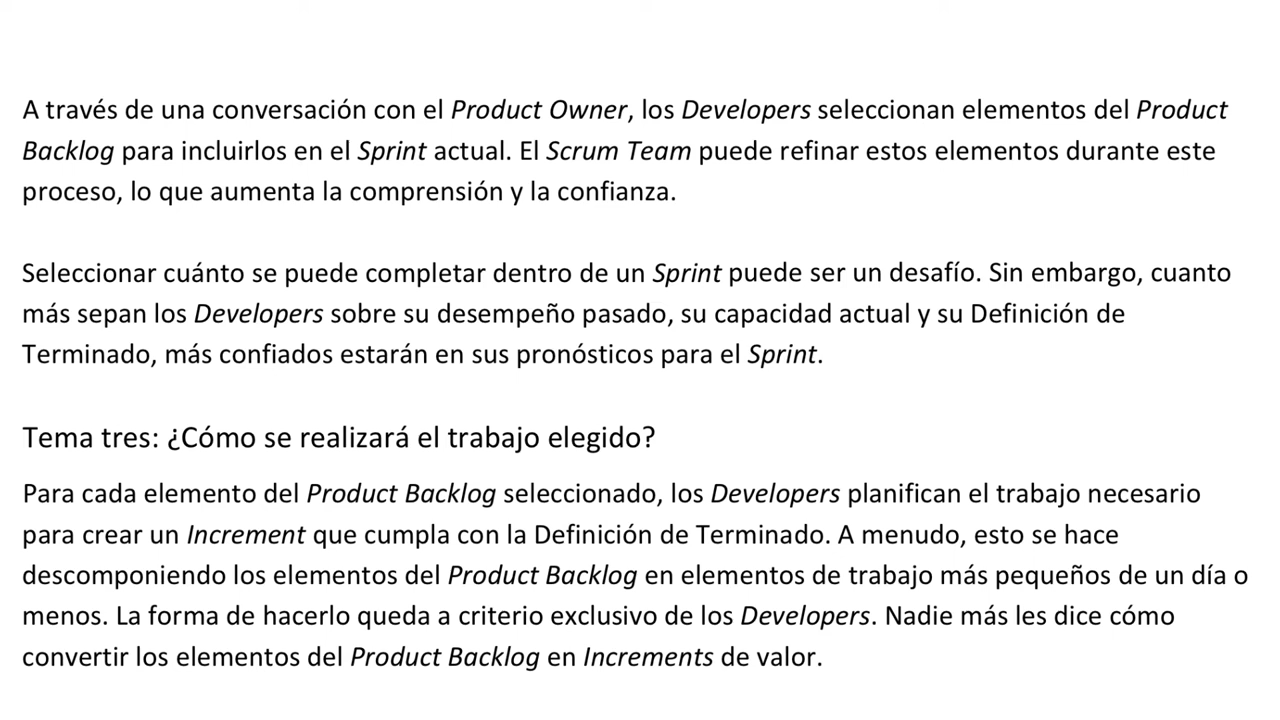 A través de una conversación con el Product Owner, los Developers seleccionan elementos del Product
Backlog para incluirlos en el Sprint actual. El Scrum Team puede refinar estos elementos durante este
proceso, lo que aumenta la comprensión y la confianza.
Seleccionar cuánto se puede completar dentro de un Sprint puede ser un desafío. Sin embargo, cuanto
más sepan los Developers sobre su desempeño pasado, su capacidad actual y su Definición de
Terminado, más confiados estarán en sus pronósticos para el Sprint.
Tema tres: ¿Cómo se realizará el trabajo elegido?
Para cada elemento del Product Backlog seleccionado, los Developers planifican el trabajo necesario
para crear un Increment que cumpla con la Definición de Terminado. A menudo, esto se hace
descomponiendo los elementos del Product Backlog en elementos de trabajo más pequeños de un día o
menos. La forma de hacerlo queda a criterio exclusivo de los Developers. Nadie más les dice cómo
convertir los elementos del Product Backlog en Increments de valor.